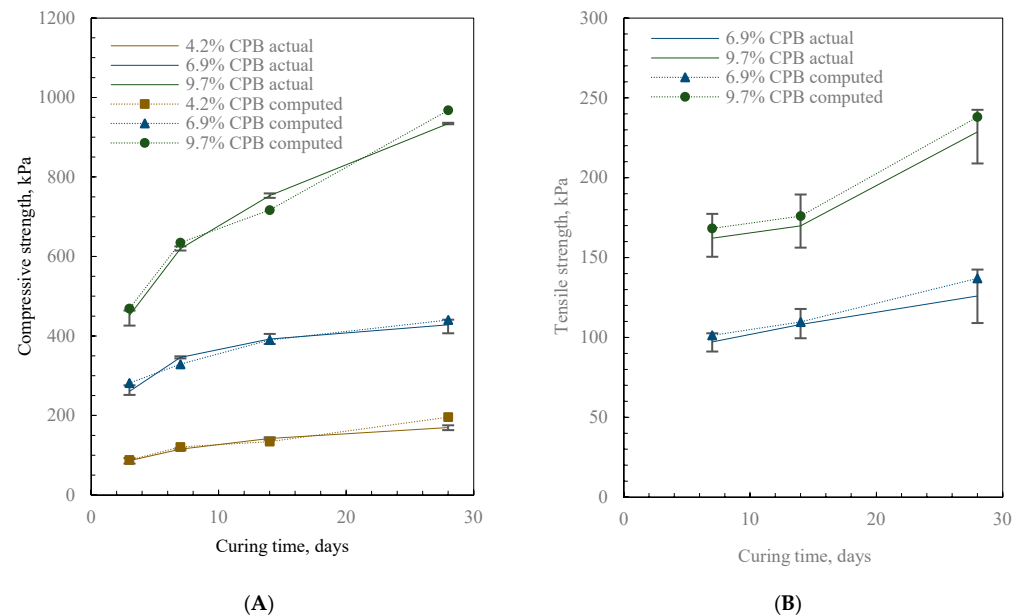 1200
1000
800
600
400
200
0
Compressive strength, kPa
4.2% CPB actual
6.9% CPB actual
9.7% CPB actual
4.2% CPB computed
6.9% CPB computed
9.7% CPB computed
0 10 20 30
Curing time, days
(A)
300
250
200
150
100
50
0
Tensile strength, kPa
6.9% CPB actual
9.7% CPB actual
6.9% CPB computed
9.7% CPB computed
0 10 20 30
Curing time, days
(B)